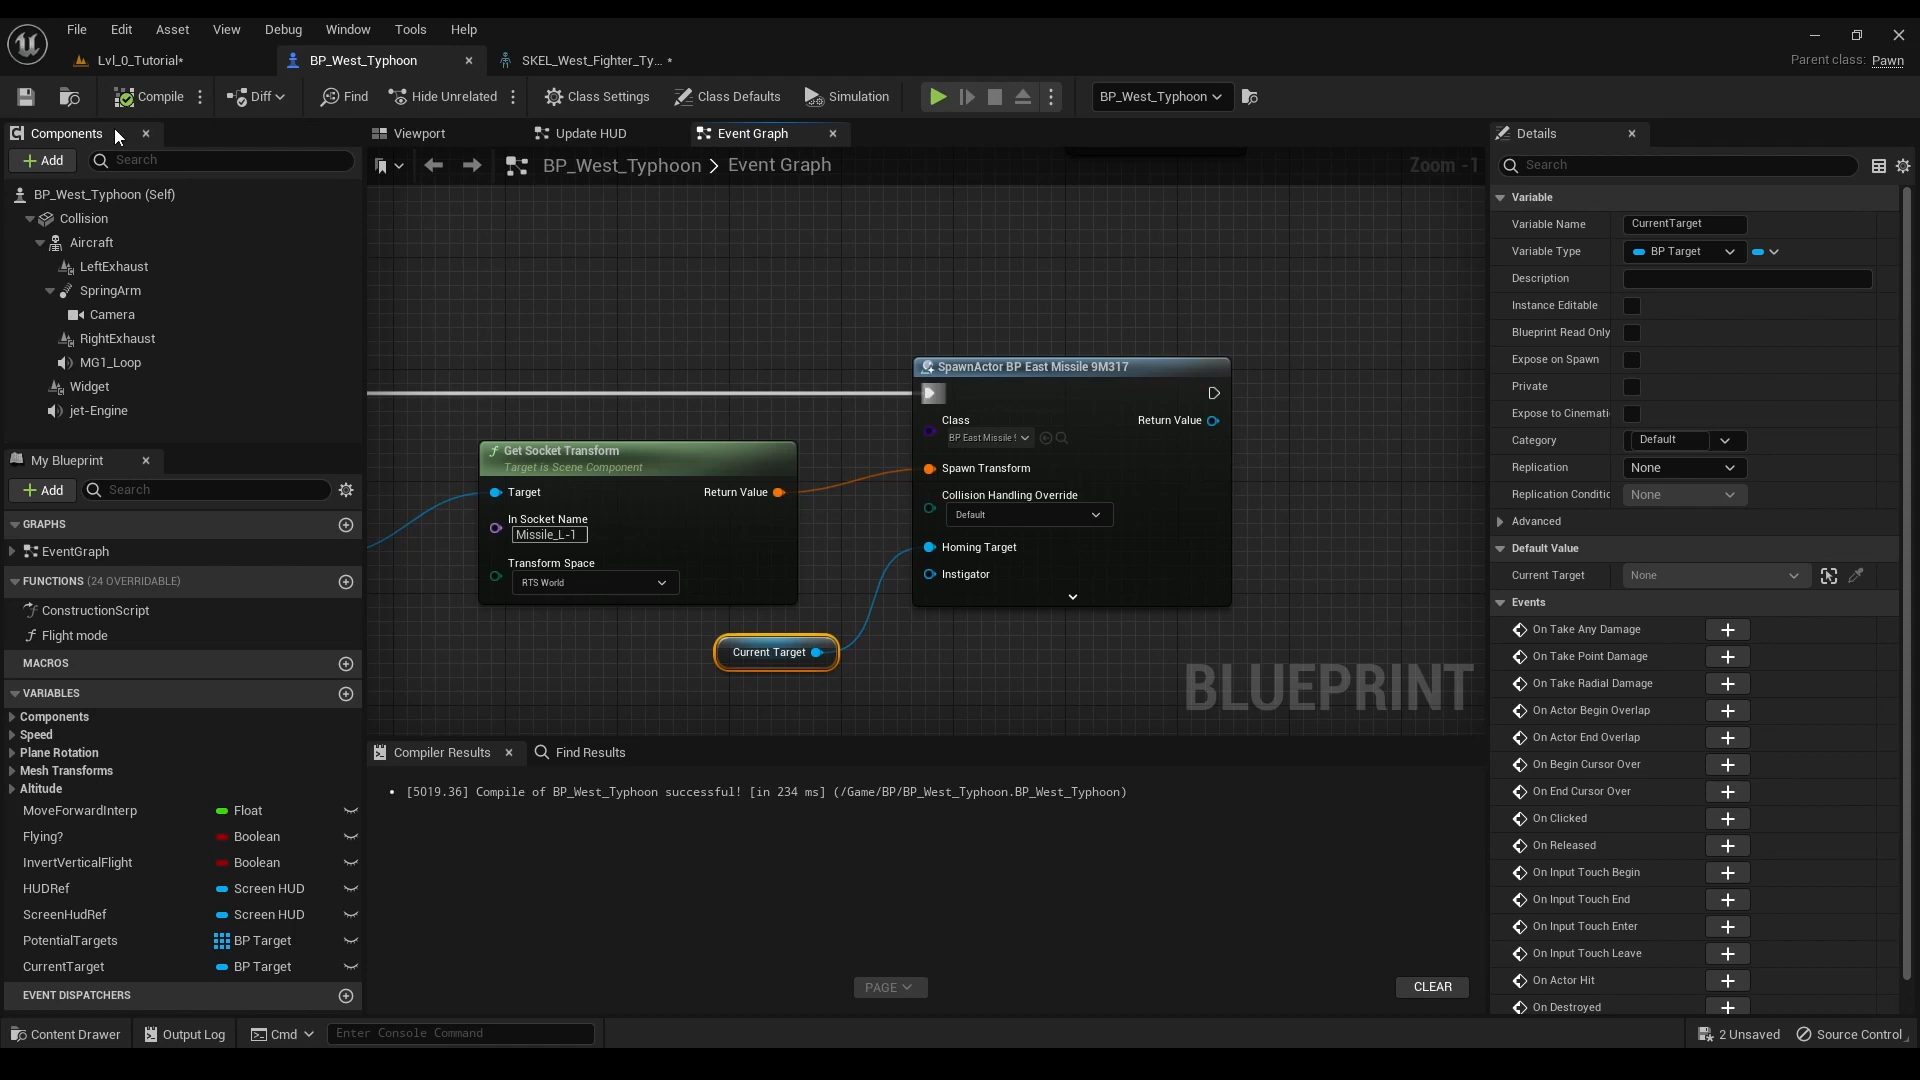 File Edit Asset View Window Debug Tools Help
Lvl_0_Tutorial*
BP_West_Typhoon
SKEL_West_Fighter_Ty... *
Parent class: Pawn
Compile
Diff
Find
Hide Unrelated
Class Settings
Class Defaults
Simulation
BP_West_Typhoon
Components
Add
Search
BP_West_Typhoon (Self)
Collision
Aircraft
LeftExhaust
SpringArm
Camera
RightExhaust
MG1_Loop
Widget
jet-Engine
My Blueprint
Add
Search
GRAPHS
EventGraph
FUNCTIONS (24 OVERRIDABLE)
ConstructionScript
Flight mode
MACROS
VARIABLES
Components
Speed
Plane Rotation
Mesh Transforms
Altitude
MoveForwardInterp Float
Flying? Boolean
InvertVerticalFlight Boolean
HUDRef Screen HUD
ScreenHudRef Screen HUD
PotentialTargets BP Target
CurrentTarget BP Target
EVENT DISPATCHERS
Viewport
Update HUD
Event Graph
BP_West_Typhoon > Event Graph
Zoom -1
Get Socket Transform
Target is Scene Component
Target
Return Value
In Socket Name
Missile_L-1
Transform Space
RTS World
Current Target
SpawnActor BP East Missile 9M317
Class
BP East Missile 9
Return Value
Spawn Transform
Collision Handling Override
Default
Homing Target
Instigator
BLUEPRINT
Compiler Results
Find Results
• [5019.36] Compile of BP_West_Typhoon successful! [in 234 ms] (/Game/BP/BP_West_Typhoon.BP_West_Typhoon)
PAGE
CLEAR
Details
Search
Variable
Variable Name CurrentTarget
Variable Type BP Target
Description
Instance Editable
Blueprint Read Only
Expose on Spawn
Private
Expose to Cinemati
Category Default
Replication None
Replication Conditic None
Advanced
Default Value
Current Target None
Events
On Take Any Damage
On Take Point Damage
On Take Radial Damage
On Actor Begin Overlap
On Actor End Overlap
On Begin Cursor Over
On End Cursor Over
On Clicked
On Released
On Input Touch Begin
On Input Touch End
On Input Touch Enter
On Input Touch Leave
On Actor Hit
On Destroyed
Content Drawer
Output Log
Cmd
Enter Console Command
2 Unsaved
Source Control